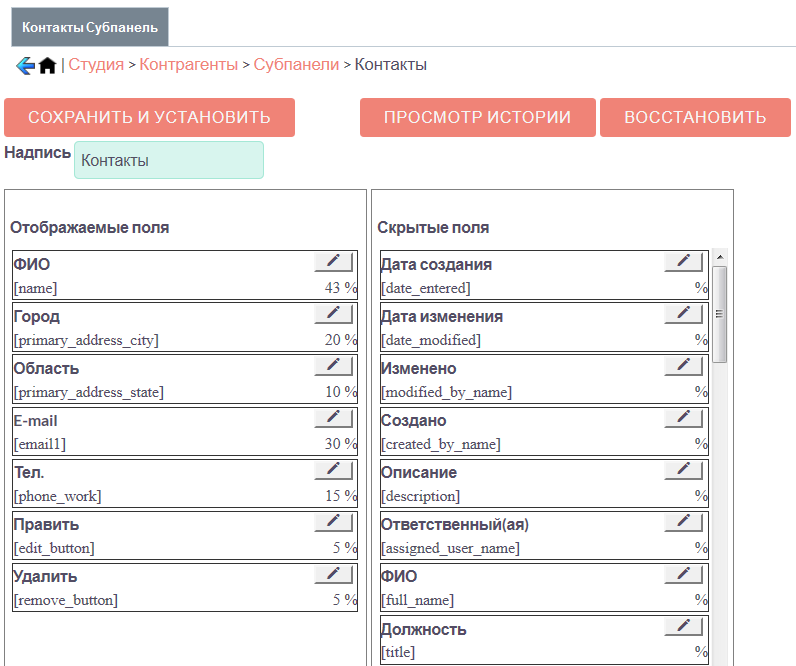 Контакты Субпанель
| Студия > Контрагенты > Субпанели > Контакты
СОХРАНИТЬ И УСТАНОВИТЬ ПРОСМОТР ИСТОРИИ ВОССТАНОВИТЬ
Надпись Контакты
Отображаемые поля
ФИО
[name] 43 %
Город
[primary_address_city] 20 %
Область
[primary_address_state] 10 %
E-mail
[email1] 30 %
Тел.
[phone_work] 15 %
Править
[edit_button] 5 %
Удалить
[remove_button] 5 %
Скрытые поля
Дата создания
[date_entered] %
Дата изменения
[date_modified] %
Изменено
[modified_by_name] %
Создано
[created_by_name] %
Описание
[description] %
Ответственный(ая)
[assigned_user_name] %
ФИО
[full_name] %
Должность
[title] %